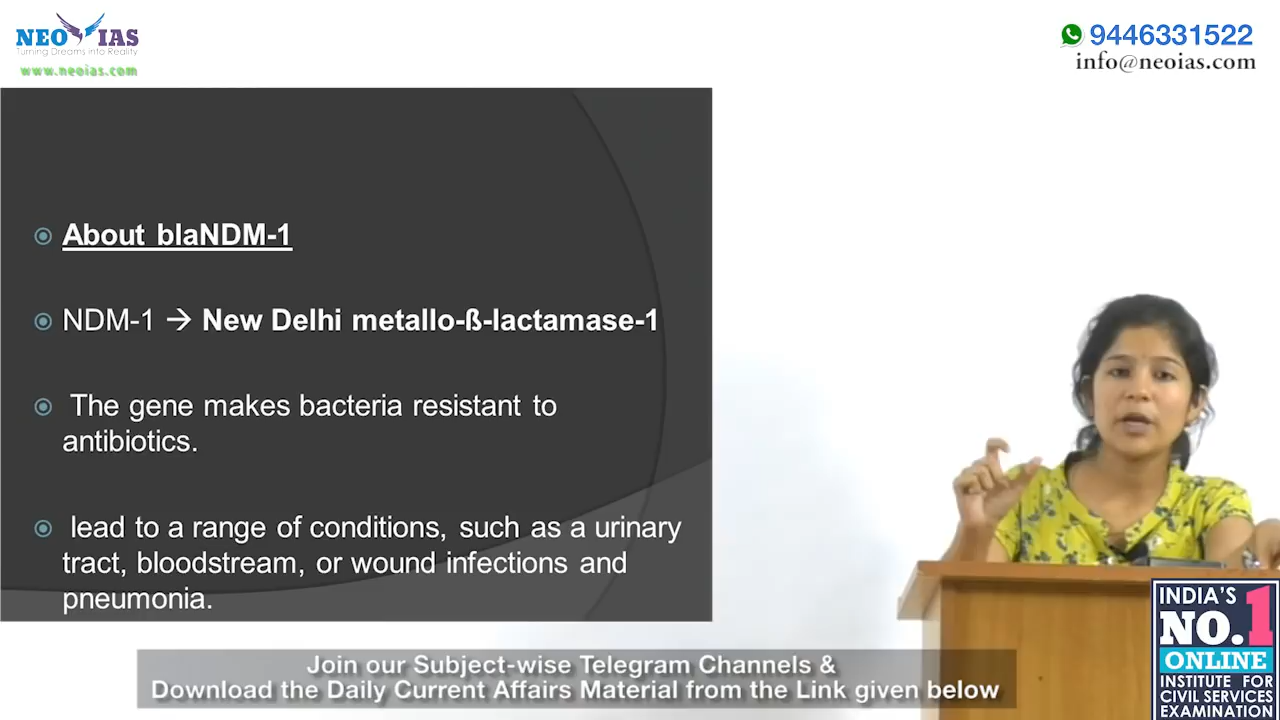 NEO IAS
Turning Dreams into Reality
www.neoias.com
9446331522
info@neoias.com
About blaNDM-1
NDM-1 → New Delhi metallo-ß-lactamase-1
The gene makes bacteria resistant to
antibiotics.
lead to a range of conditions, such as a urinary
tract, bloodstream, or wound infections and
pneumonia.
INDIA'S
NO.1
ONLINE
INSTITUTE FOR
CIVIL SERVICES
EXAMINATION
Join our Subject-wise Telegram Channels &
Download the Daily Current Affairs Material from the Link given below